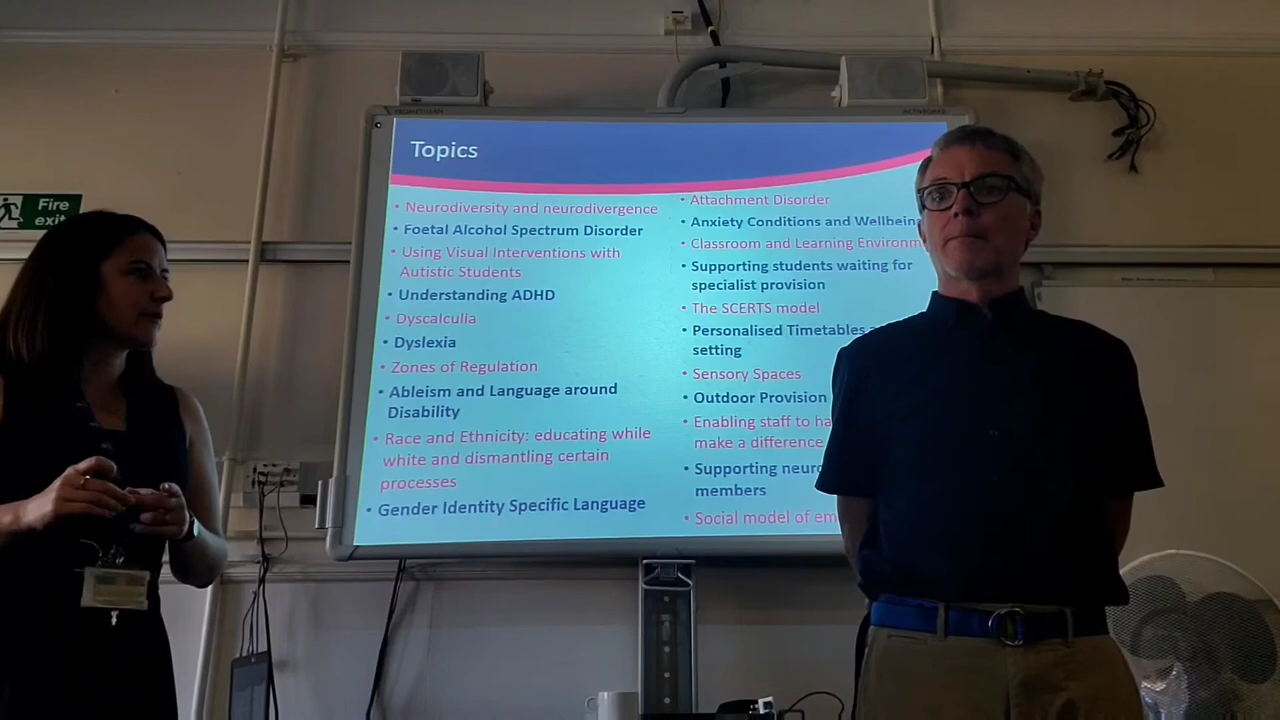 PROMETHEAN
ACTIVBOARD
Fire
exit
Topics
• Neurodiversity and neurodivergence
• Foetal Alcohol Spectrum Disorder
• Using Visual Interventions with
Autistic Students
• Understanding ADHD
• Dyscalculia
• Dyslexia
• Zones of Regulation
• Ableism and Language around
Disability
• Race and Ethnicity: educating while
white and dismantling certain
processes
• Gender Identity Specific Language
• Attachment Disorder
• Anxiety Conditions and Wellbein
• Classroom and Learning Environm
• Supporting students waiting for
specialist provision
• The SCERTS model
• Personalised Timetables a
setting
• Sensory Spaces
• Outdoor Provision
• Enabling staff to ha
make a difference
• Supporting neuro
members
• Social model of em